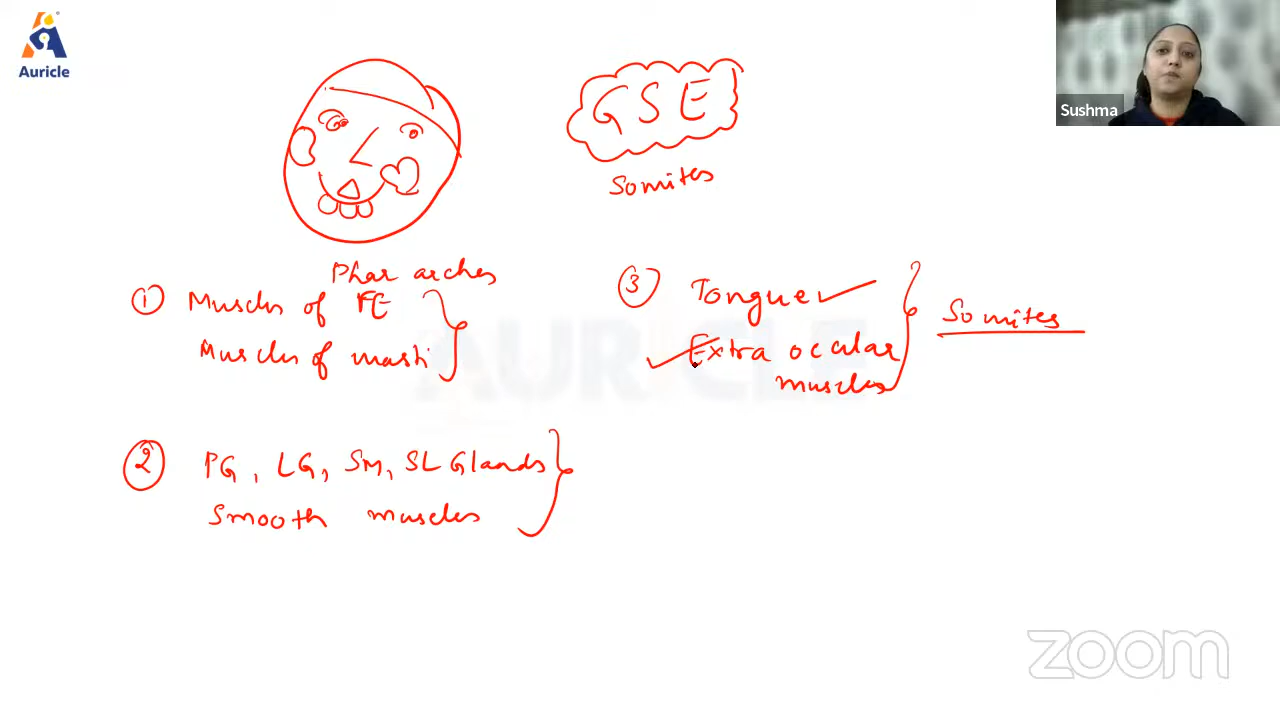 Auricle
Sushma
GSE
Somites
Phar arches
① Muscles of FE
Muscles of masti
② PG, LG, SM, SL Glands
Smooth muscles
③ Tongue
Extra ocular
muscles
Somites
AURICLE
zoom